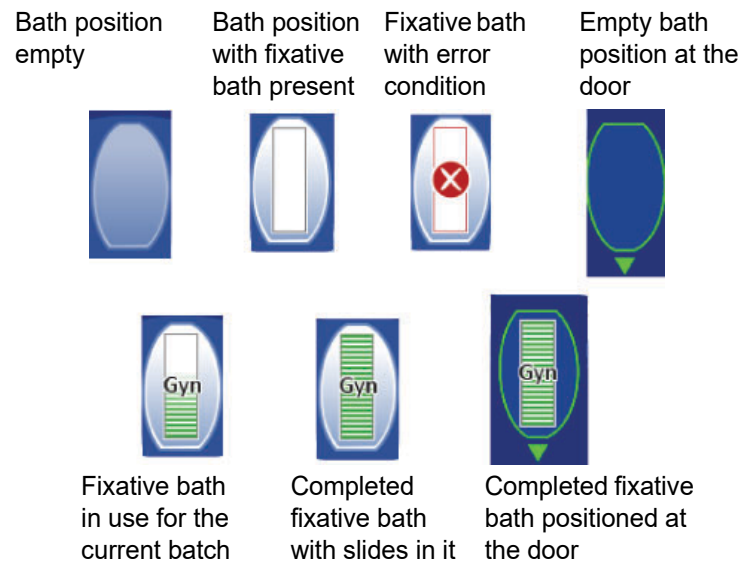 Bath position
empty
Bath position
with fixative
bath present
Fixative bath
with error
condition
Empty bath
position at the
door
Gyn
Gyn
Gyn
Fixative bath
in use for the
current batch
Completed
fixative bath
with slides in it
Completed fixative
bath positioned at
the door